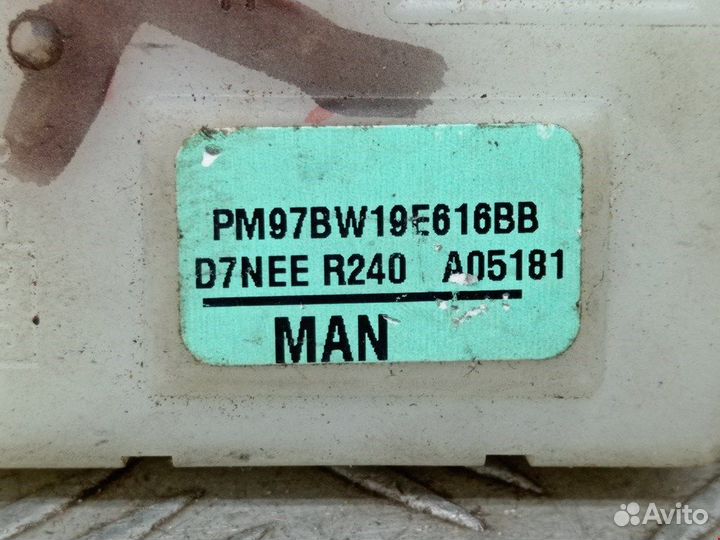 PM97BW19E616BB
D7NEE R240 A05181
MAN
Avito